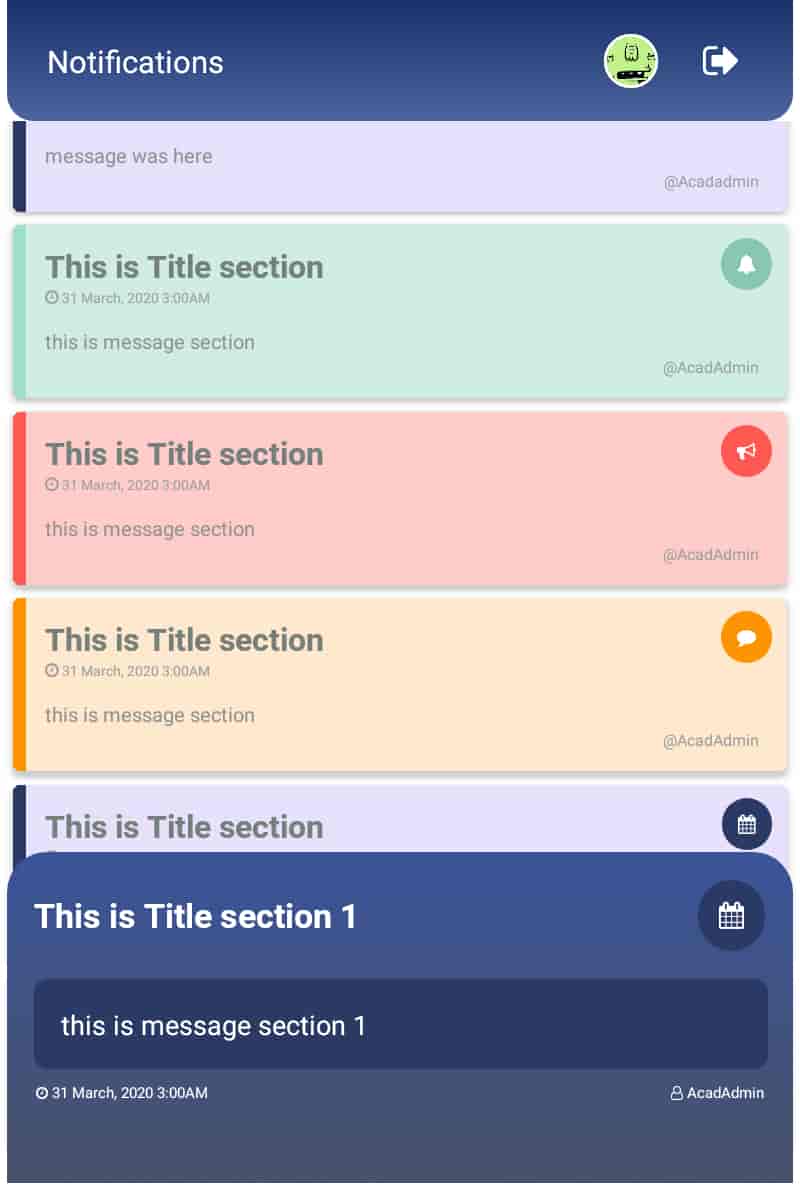 Notifications
message was here
@Acadadmin
This is Title section
31 March, 2020 3:00AM
this is message section
@AcadAdmin
This is Title section
31 March, 2020 3:00AM
this is message section
@AcadAdmin
This is Title section
31 March, 2020 3:00AM
this is message section
@AcadAdmin
This is Title section
This is Title section 1
this is message section 1
31 March, 2020 3:00AM
AcadAdmin